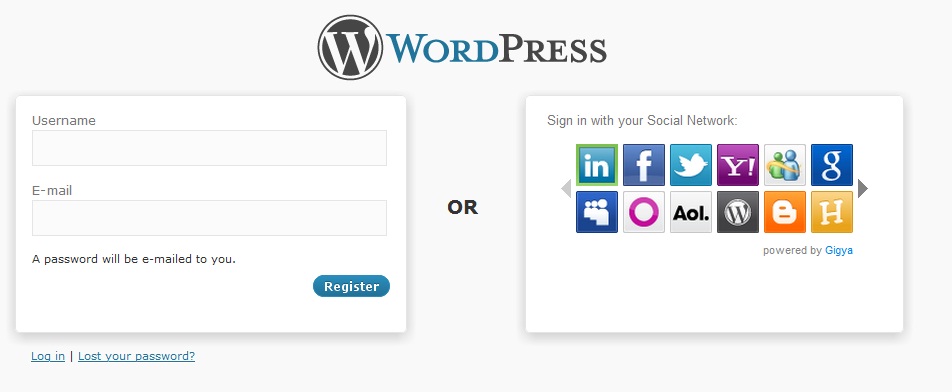 WORDPRESS
Username
E-mail
A password will be e-mailed to you.
Register
Log in | Lost your password?
OR
Sign in with your Social Network:
in f Y! g
Aol. W B H
powered by Gigya